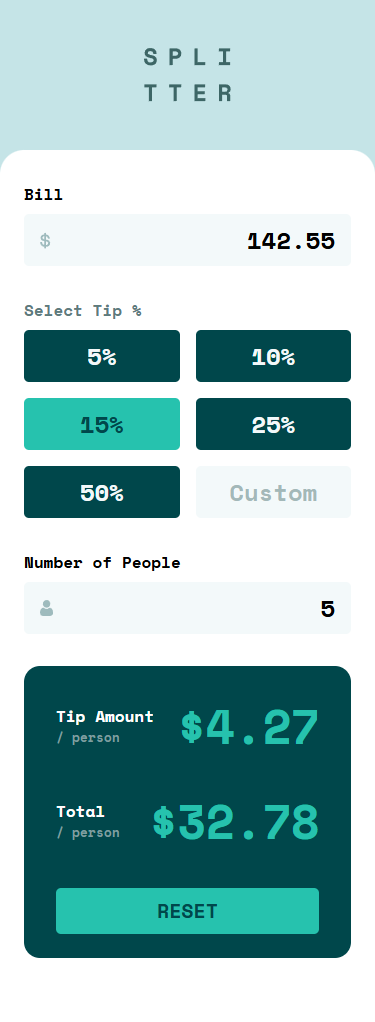 SPLI
TTER
Bill
$ 142.55
Select Tip %
5% 10%
15% 25%
50% Custom
Number of People
5
Tip Amount
/ person
$4.27
Total
/ person
$32.78
RESET